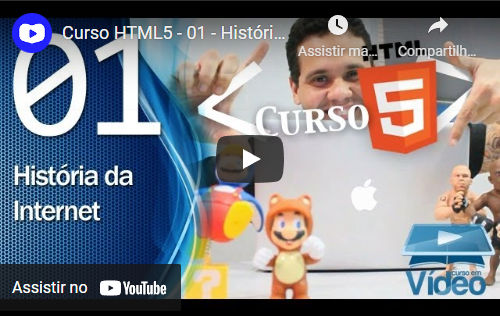 Curso HTML5 - 01 - Históri...
Assistir ma...
Compartilh...
01
HTML
CURSO
5
História da
Internet
?
curso em
Vídeo
Assistir no YouTube